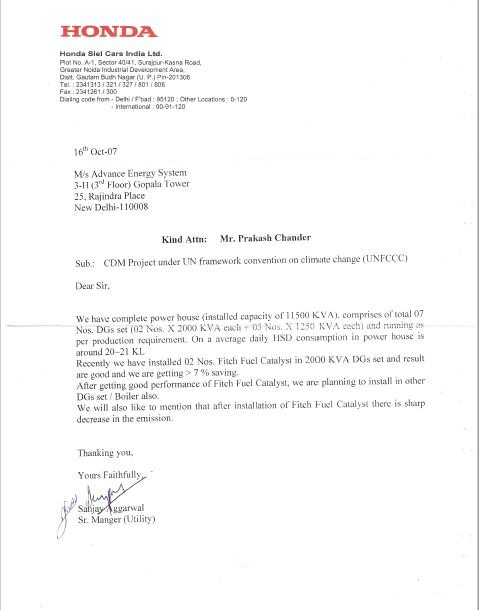 HONDA
Honda Siel Cars India Ltd.
Plot No. A-1, Sector 40/41, Surajpur-Kasna Road,
Greater Noida Industrial Development Area,
Distt. Gautam Budh Nagar (U. P.) Pin-201306
Tel. : 2341313 / 321 / 327 / 801 / 806
Fax : 2341261 / 300
Dialing code from - Delhi / F'bad : 95120 : Other Locations : 0-120
- International : 00-91-120
16th Oct-07
M/s Advance Energy System
3-H (3rd Floor) Gopala Tower
25, Rajindra Place
New Delhi-110008
Kind Attn: Mr. Prakash Chander
Sub.: CDM Project under UN framework convention on climate change (UNFCCC)
Dear Sir,
We have complete power house (installed capacity of 11500 KVA). comprises of total 07
Nos. DGs set (02 Nos. X 2000 KVA each + 05 Nos. X 1250 KVA each) and running as
per production requirement. On a average daily HSD consumption in power house is
around 20–21 KL
Recently we have installed 02 Nos. Fitch Fuel Catalyst in 2000 KVA DGs set and result
are good and we are getting > 7 % saving.
After getting good performance of Fitch Fuel Catalyst, we are planning to install in other
DGs set / Boiler also.
We will also like to mention that after installation of Fitch Fuel Catalyst there is sharp
decrease in the emission.
Thanking you,
Yours Faithfully,
Sanjay Aggarwal
Sr. Manger (Utility)